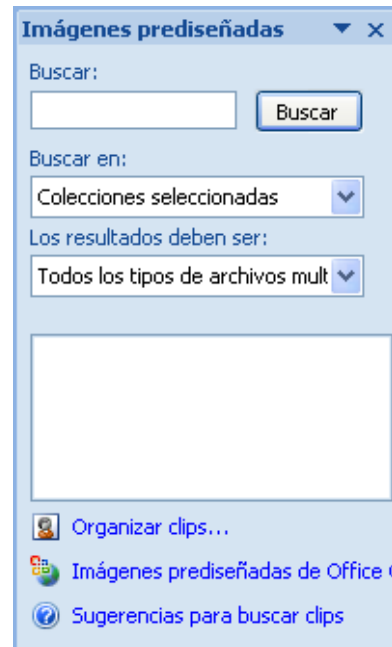 Imágenes prediseñadas
Buscar:
Buscar
Buscar en:
Colecciones seleccionadas
Los resultados deben ser:
Todos los tipos de archivos mult
Organizar clips...
Imágenes prediseñadas de Office
Sugerencias para buscar clips